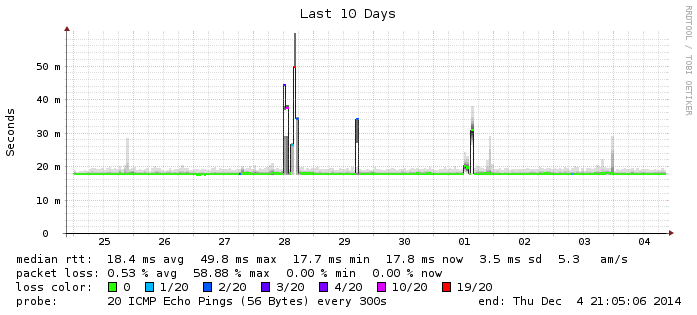 Last 10 Days
RRDTOOL / TOBI OETIKER
Seconds
50 m
40 m
30 m
20 m
10 m
0
25 26 27 28 29 30 01 02 03 04
median rtt: 18.4 ms avg 49.8 ms max 17.7 ms min 17.8 ms now 3.5 ms sd 5.3 am/s
packet loss: 0.53 % avg 58.88 % max 0.00 % min 0.00 % now
loss color: 0 1/20 2/20 3/20 4/20 10/20 19/20
probe: 20 ICMP Echo Pings (56 Bytes) every 300s end: Thu Dec 4 21:05:06 2014